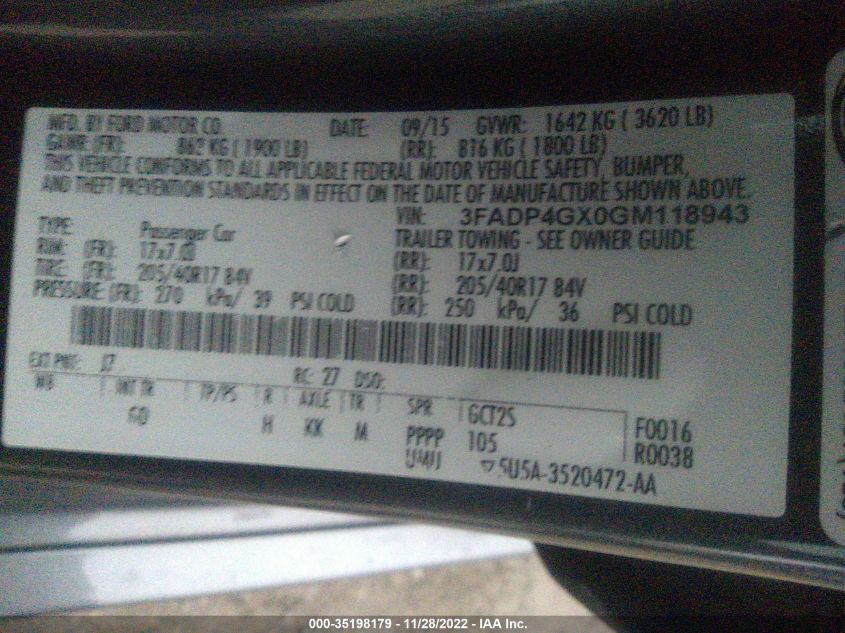 MFD. BY FORD MOTOR CO. DATE: 09/15 GVWR: 1642 KG ( 3620 LB)
GAWR (FR): 862 KG ( 1900 LB) (RR): 816 KG ( 1800 LB)
THIS VEHICLE CONFORMS TO ALL APPLICABLE FEDERAL MOTOR VEHICLE SAFETY, BUMPER,
AND THEFT PREVENTION STANDARDS IN EFFECT ON THE DATE OF MANUFACTURE SHOWN ABOVE.
VIN: 3FADP4GX0GM118943
TYPE: Passenger Car TRAILER TOWING - SEE OWNER GUIDE
RIM: (FR): 17x7.0J (RR): 17x7.0J
TIRE: (FR): 205/40R17 84V (RR): 205/40R17 84V
PRESSURE: (FR): 270 kPa/ 39 PSI COLD (RR): 250 kPa/ 36 PSI COLD
EXT PNT: J7 RC: 27 DSO:
WB INT TR TP/PS R AXLE TR SPR GCT2S
GD H KK M PPPP 105 F0016
R0038
▽5U5A-3520472-AA
000-35198179 - 11/28/2022 - IAA Inc.